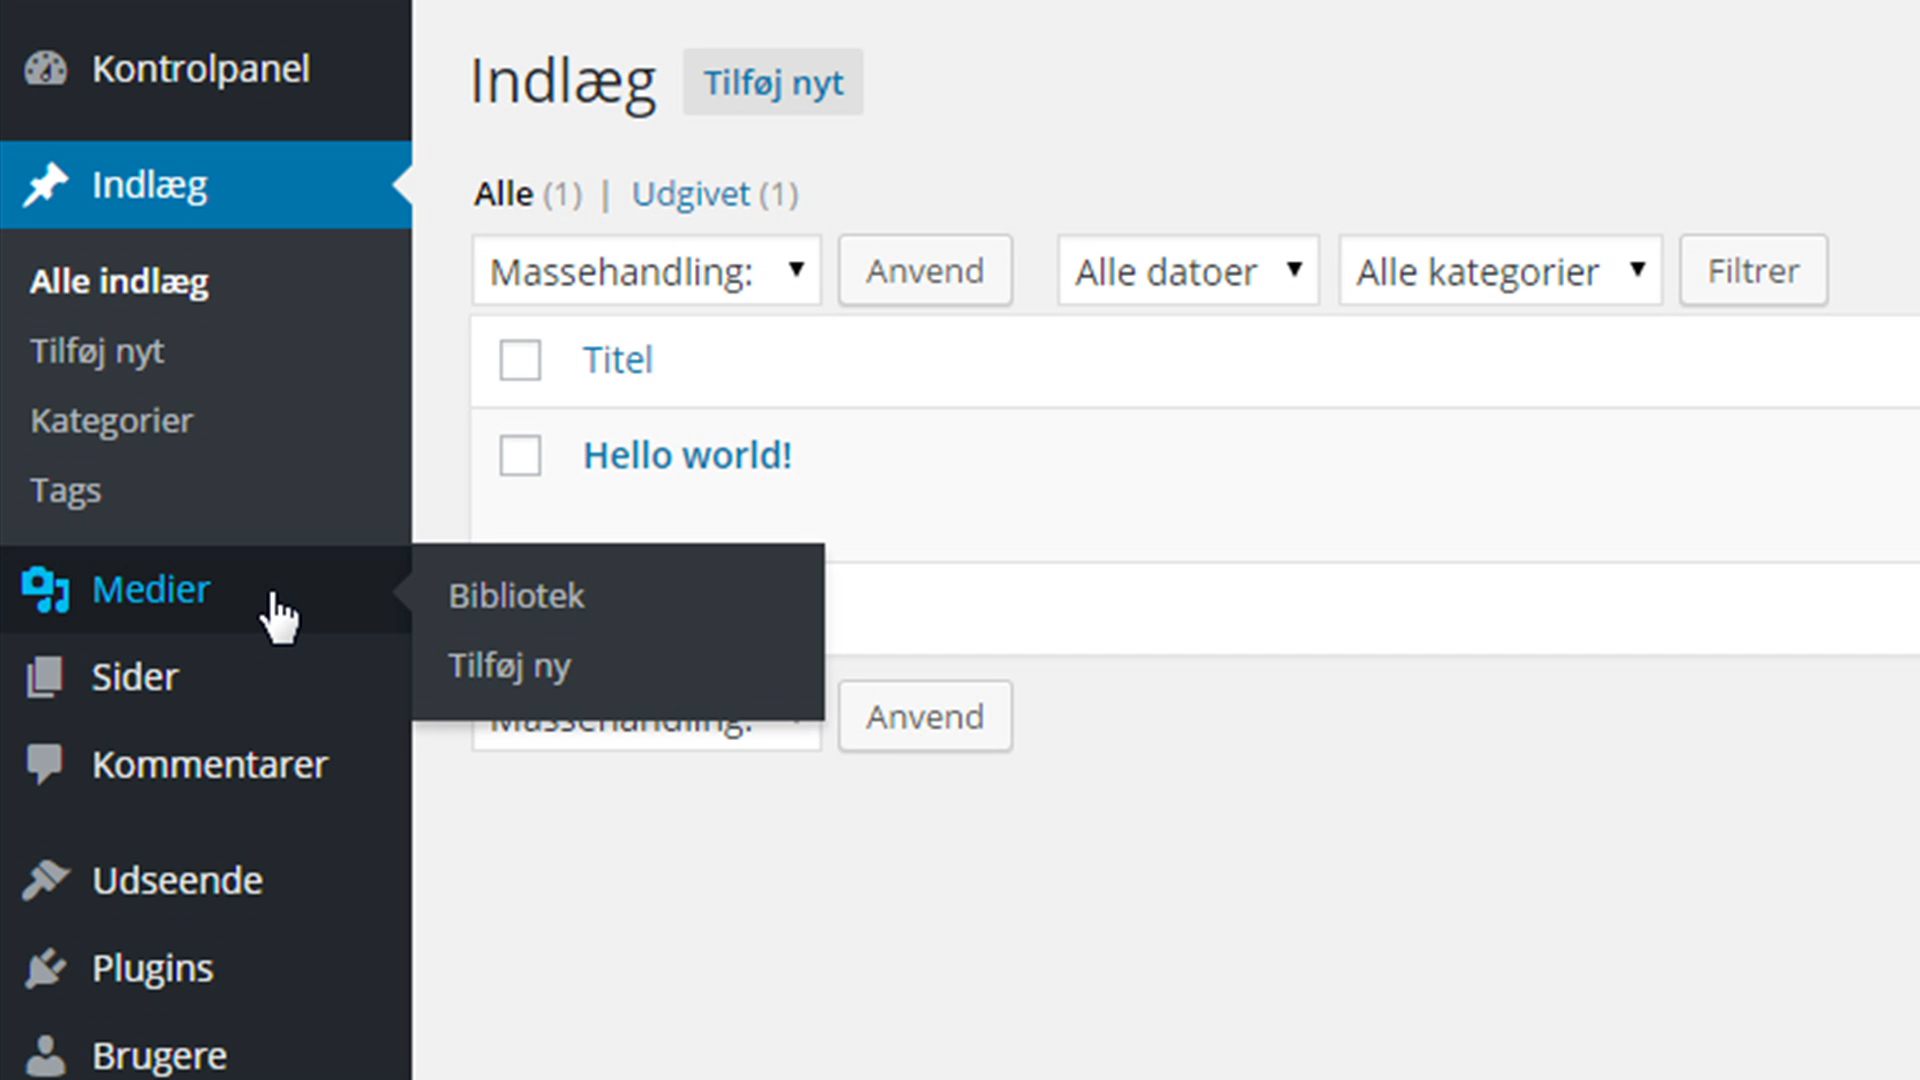 Kontrolpanel
Indlæg
Alle indlæg
Tilføj nyt
Kategorier
Tags
Medier
Bibliotek
Tilføj ny
Sider
Kommentarer
Udseende
Plugins
Brugere
Indlæg Tilføj nyt
Alle (1) | Udgivet (1)
Massehandling: Anvend Alle datoer Alle kategorier Filtrer
Titel
Hello world!
Massehandling: Anvend